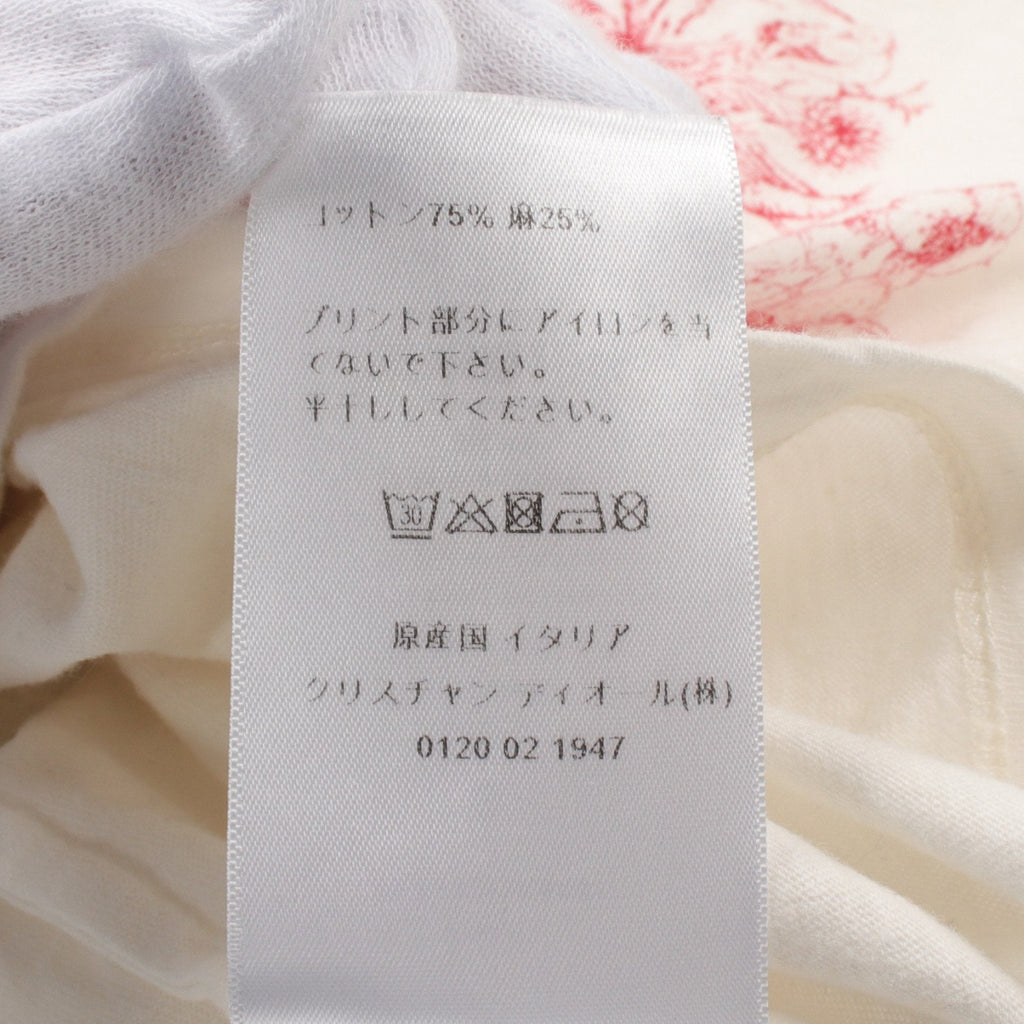 コットン75% 麻25%
プリント部分にアイロンを当
てないで下さい。
平干ししてください。
30
原産国 イタリア
クリスチャン ディオール(株)
0120 02 1947